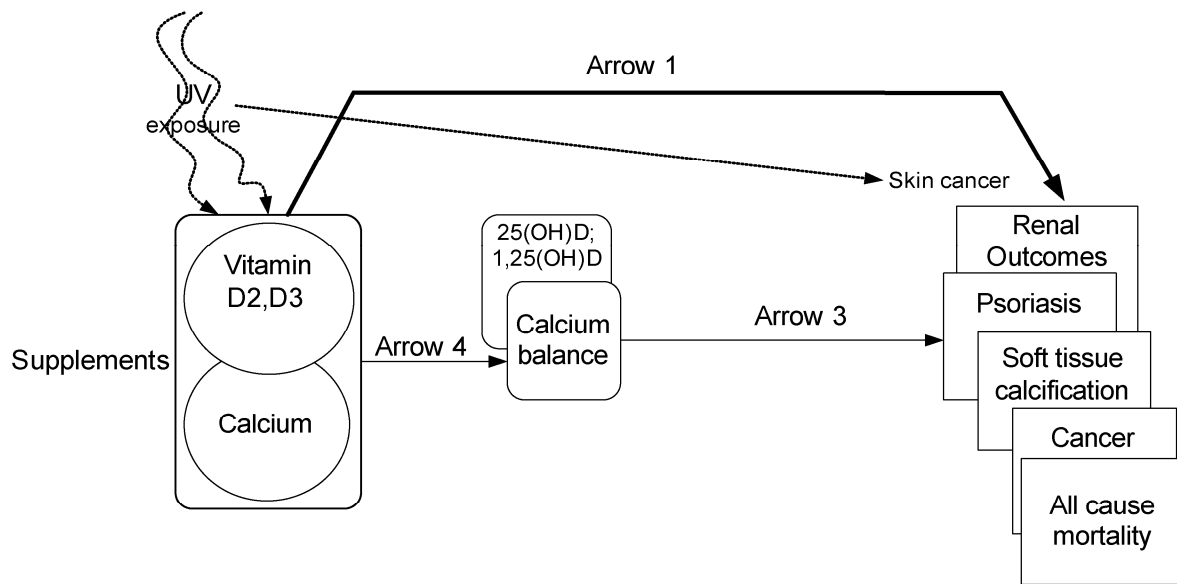 Arrow 1
UV
exposure
Skin cancer
Supplements
Vitamin
D2,D3
Calcium
Arrow 4
25(OH)D;
1,25(OH)D
Calcium
balance
Arrow 3
Renal
Outcomes
Psoriasis
Soft tissue
calcification
Cancer
All cause
mortality